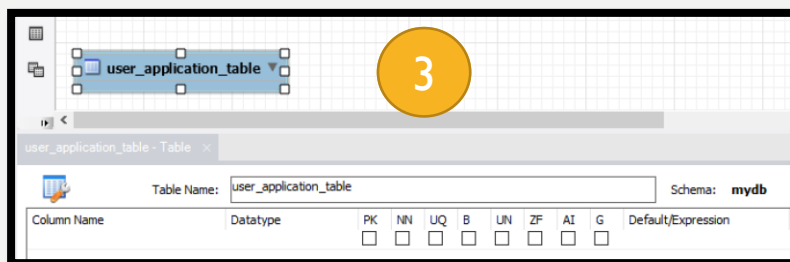 user_application_table
3
user_application_table - Table ×
Table Name: user_application_table Schema: mydb
Column Name Datatype PK NN UQ B UN ZF AI G Default/Expression